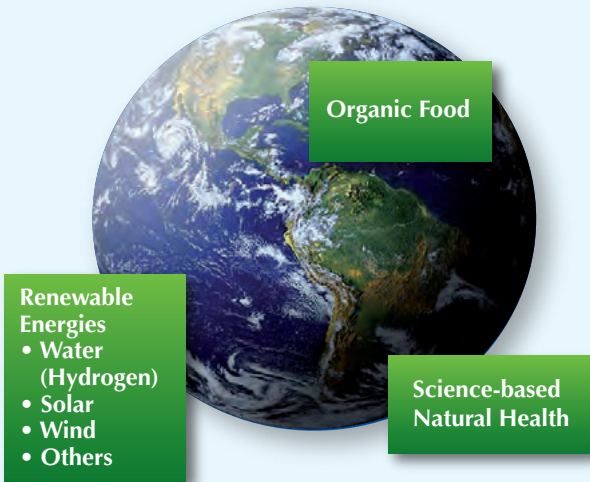 Organic Food
Renewable
Energies
• Water
(Hydrogen)
• Solar
• Wind
• Others
Science-based
Natural Health